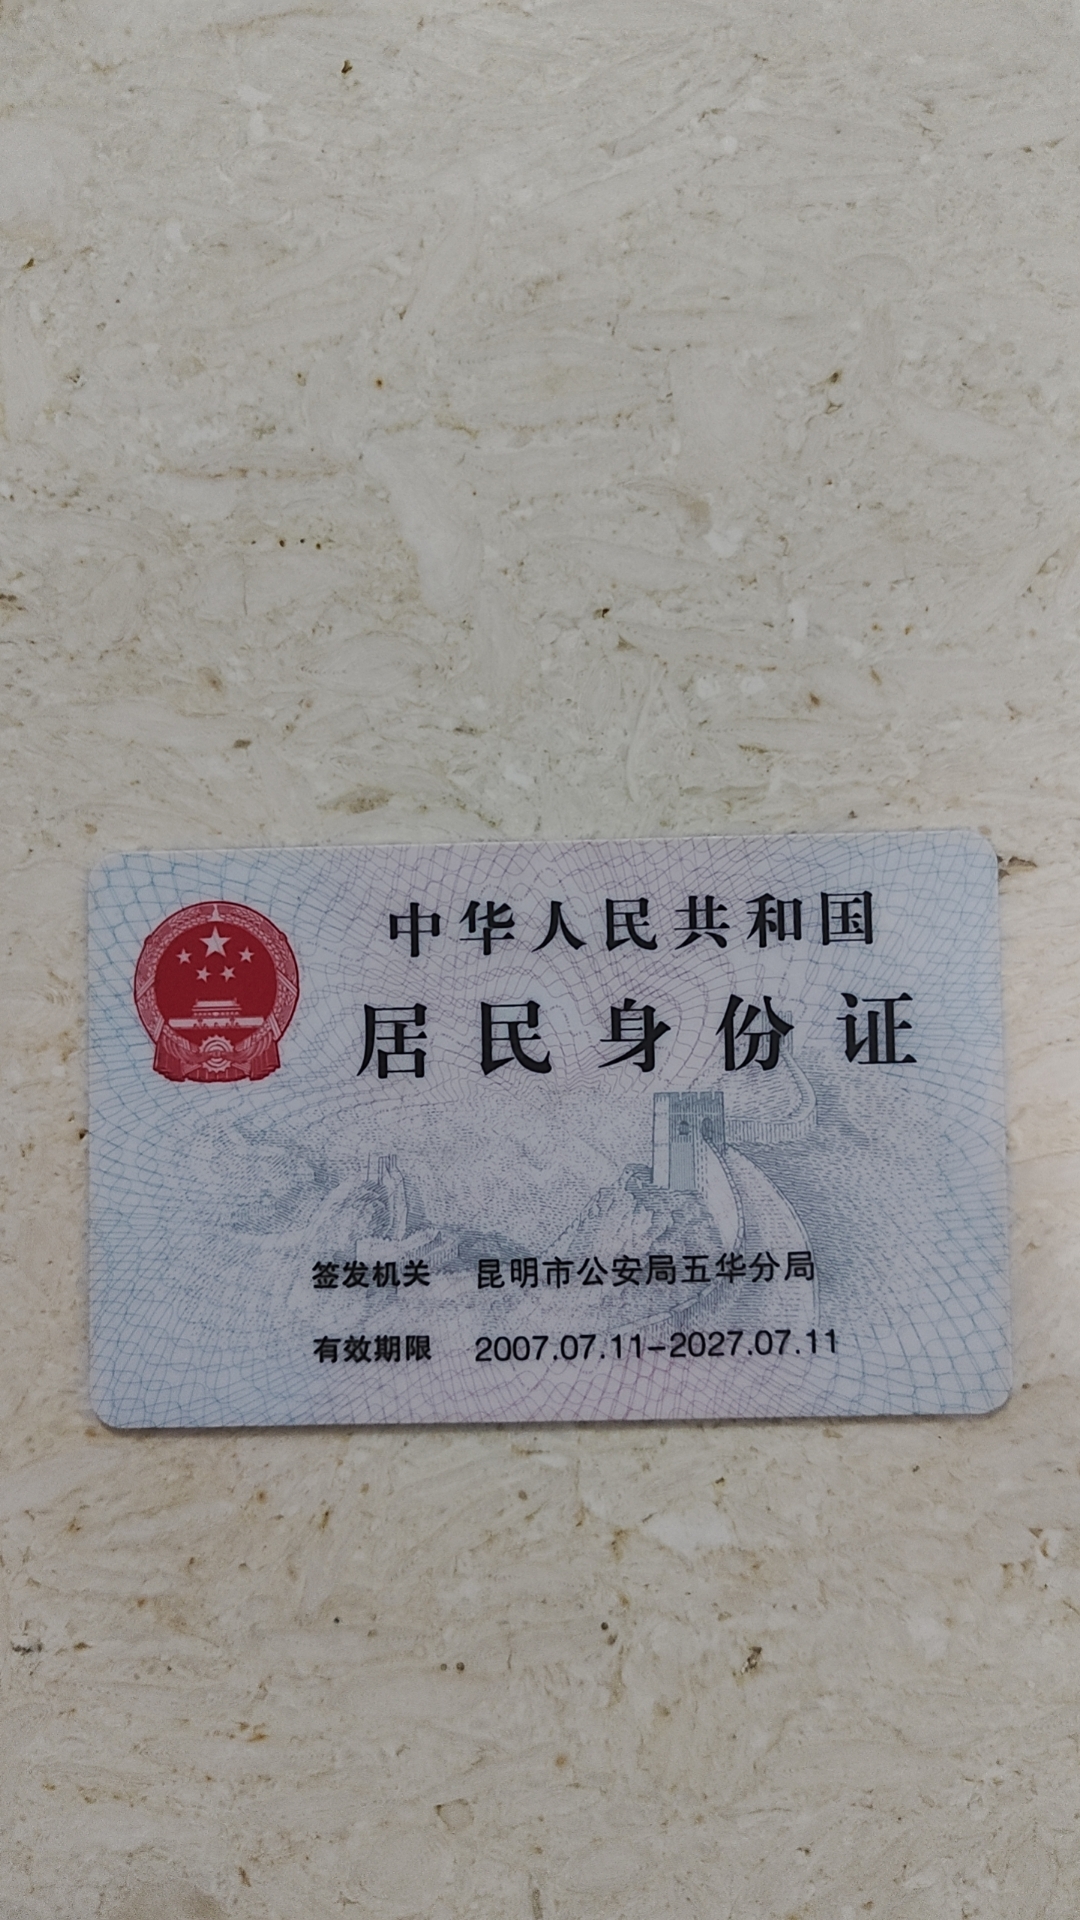 中华人民共和国
居民身份证
签发机关 昆明市公安局五华分局
有效期限 2007.07.11-2027.07.11